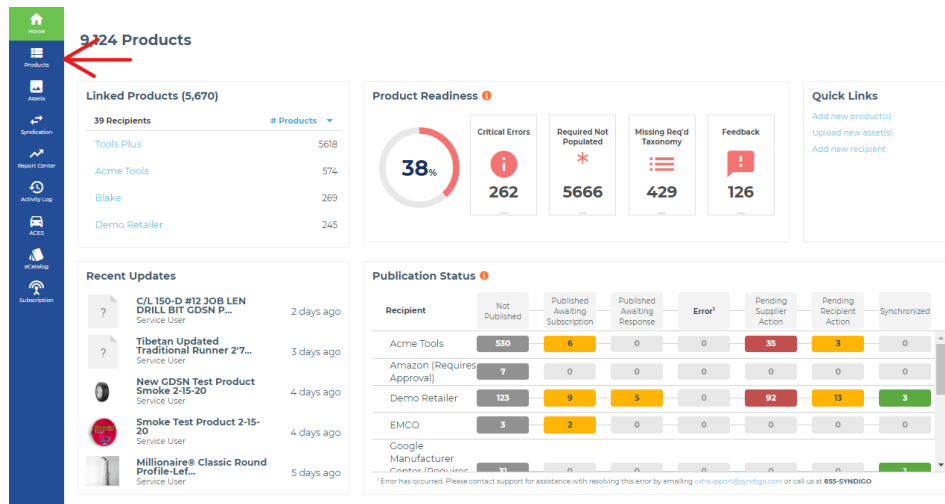 Home
Products
Assets
Syndication
Report Center
Activity Log
ACES
eCatalog
Subscription
9,124 Products
Linked Products (5,670)
39 Recipients # Products
Tools Plus 5618
Acme Tools 574
Blake 269
Demo Retailer 245
Product Readiness
38%
Critical Errors
262
Required Not
Populated
5666
Missing Req'd
Taxonomy
429
Feedback
126
Quick Links
Add new product(s)
Upload new asset(s)
Add new recipient
Recent Updates
C/L 150-D #12 JOB LEN
DRILL BIT GDSN P...
Service User
2 days ago
Tibetan Updated
Traditional Runner 2'7...
Service User
3 days ago
New GDSN Test Product
Smoke 2-15-20
Service User
4 days ago
Smoke Test Product 2-15-
20
Service User
4 days ago
Millionaire® Classic Round
Profile-Lef...
Service User
5 days ago
Publication Status
Recipient
Not
Published
Published
Awaiting
Subscription
Published
Awaiting
Response
Error¹
Pending
Supplier
Action
Pending
Recipient
Action
Synchronized
Acme Tools 530 6 0 0 35 3 0
Amazon (Requires
Approval)
7 0 0 0 0 0 0
Demo Retailer 123 9 5 0 92 13 3
EMCO 3 2 0 0 0 0 0
Google
Manufacturer
Center (Requires
31 0 0 0 0 0 1
¹ Error has occurred. Please contact support for assistance with resolving this error by emailing cxhsupport@syndigo.com or call us at 855-SYNDIGO